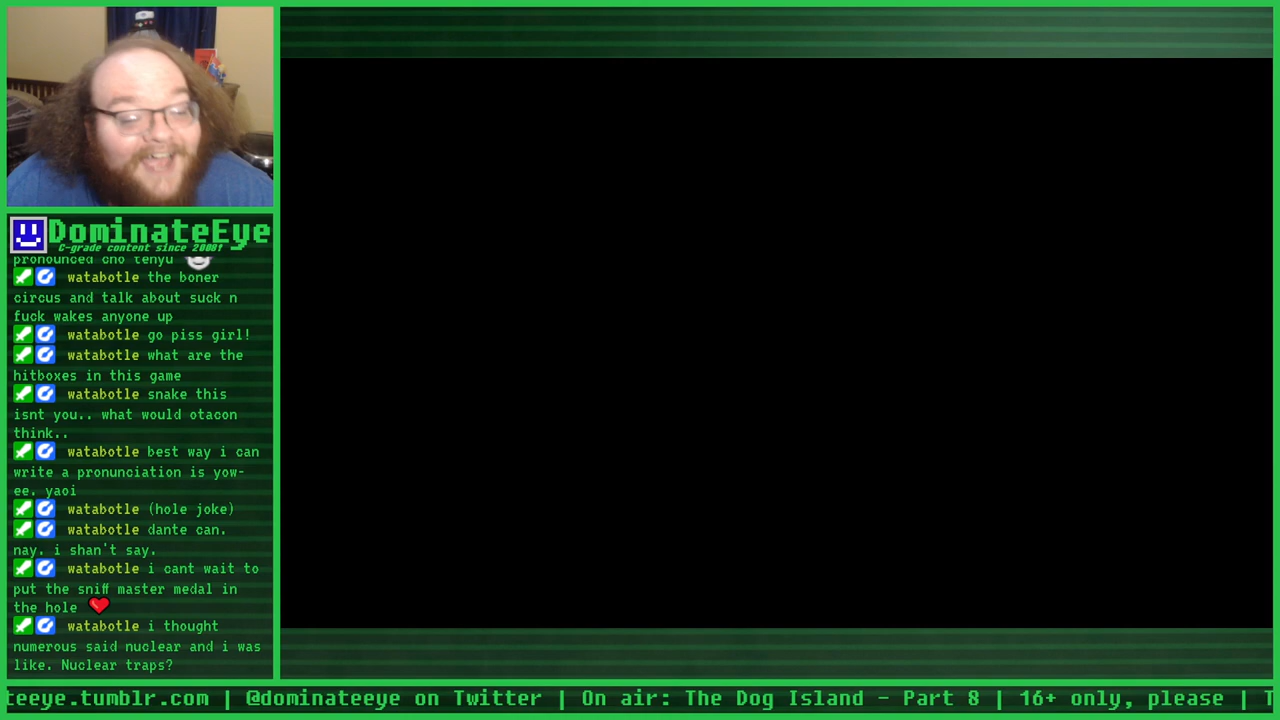 DominateEye
C-grade content since 2008!
pronounced cho tenyu
watabotle the boner
circus and talk about suck n
fuck wakes anyone up
watabotle go piss girl!
watabotle what are the
hitboxes in this game
watabotle snake this
isnt you.. what would otacon
think..
watabotle best way i can
write a pronunciation is yow-
ee. yaoi
watabotle (hole joke)
watabotle dante can.
nay. i shan't say.
watabotle i cant wait to
put the sniff master medal in
the hole
watabotle i thought
numerous said nuclear and i was
like. Nuclear traps?
teeye.tumblr.com | @dominateeye on Twitter | On air: The Dog Island - Part 8 | 16+ only, please | T